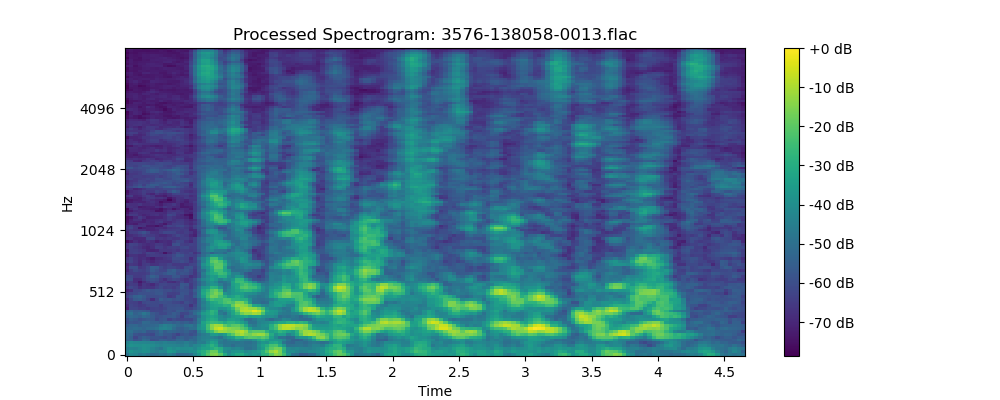 Processed Spectrogram: 3576-138058-0013.flac
+0 dB
-10 dB
-20 dB
-30 dB
-40 dB
-50 dB
-60 dB
-70 dB
4096
2048
1024
512
0
Hz
0 0.5 1 1.5 2 2.5 3 3.5 4 4.5
Time